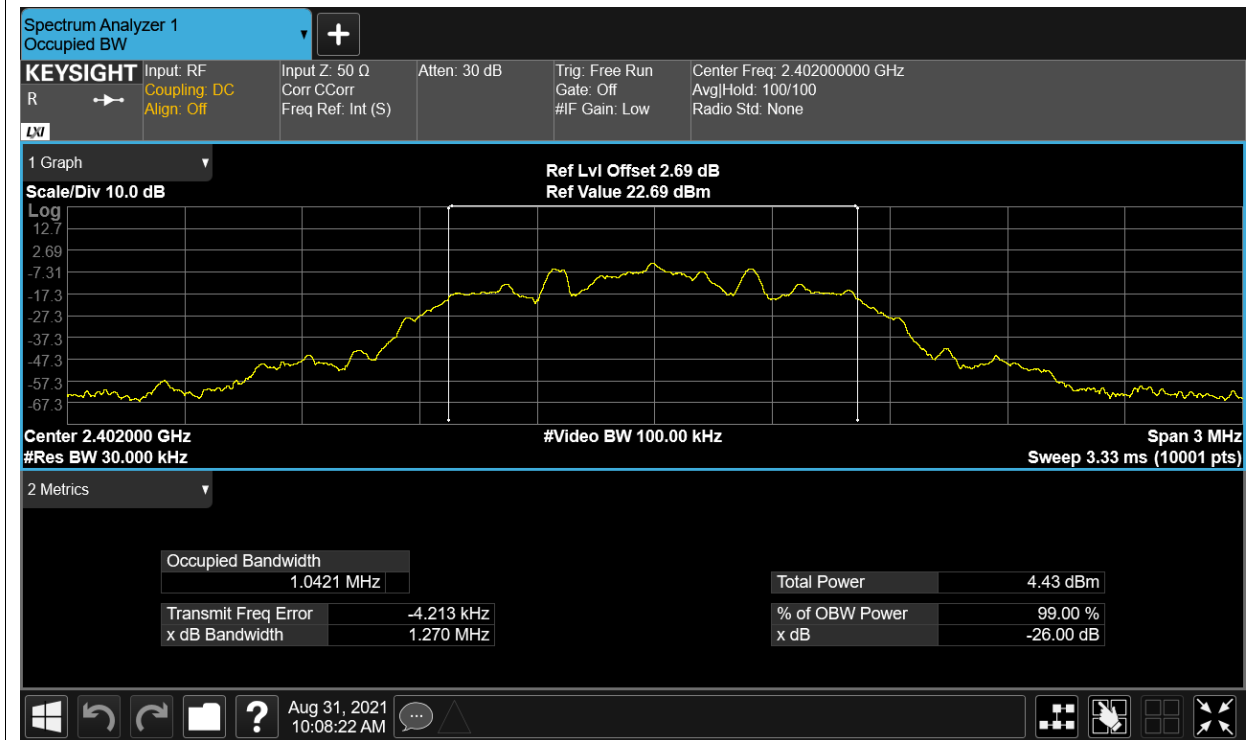 Spectrum Analyzer 1
Occupied BW
+
KEYSIGHT Input: RF Input Z: 50 Ω Atten: 30 dB Trig: Free Run Center Freq: 2.402000000 GHz
R Coupling: DC Corr CCorr Gate: Off Avg|Hold: 100/100
Align: Off Freq Ref: Int (S) #IF Gain: Low Radio Std: None
LXI
1 Graph Ref Lvl Offset 2.69 dB
Scale/Div 10.0 dB Ref Value 22.69 dBm
Log
12.7
2.69
-7.31
-17.3
-27.3
-37.3
-47.3
-57.3
-67.3
Center 2.402000 GHz #Video BW 100.00 kHz Span 3 MHz
#Res BW 30.000 kHz Sweep 3.33 ms (10001 pts)
2 Metrics
Occupied Bandwidth
1.0421 MHz Total Power 4.43 dBm
Transmit Freq Error -4.213 kHz % of OBW Power 99.00 %
x dB Bandwidth 1.270 MHz x dB -26.00 dB
? Aug 31, 2021
10:08:22 AM